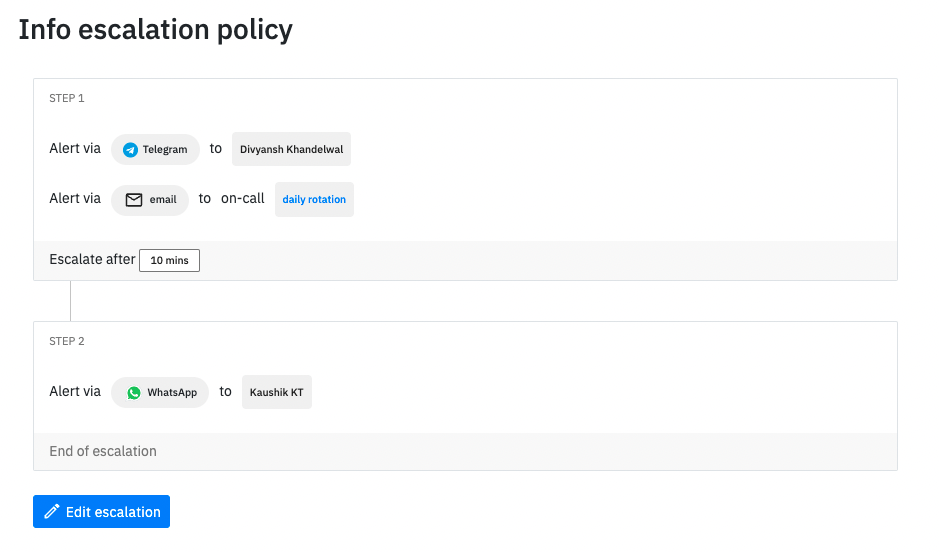 Info escalation policy
STEP 1
Alert via Telegram to Divyansh Khandelwal
Alert via email to on-call daily rotation
Escalate after 10 mins
STEP 2
Alert via WhatsApp to Kaushik KT
End of escalation
Edit escalation